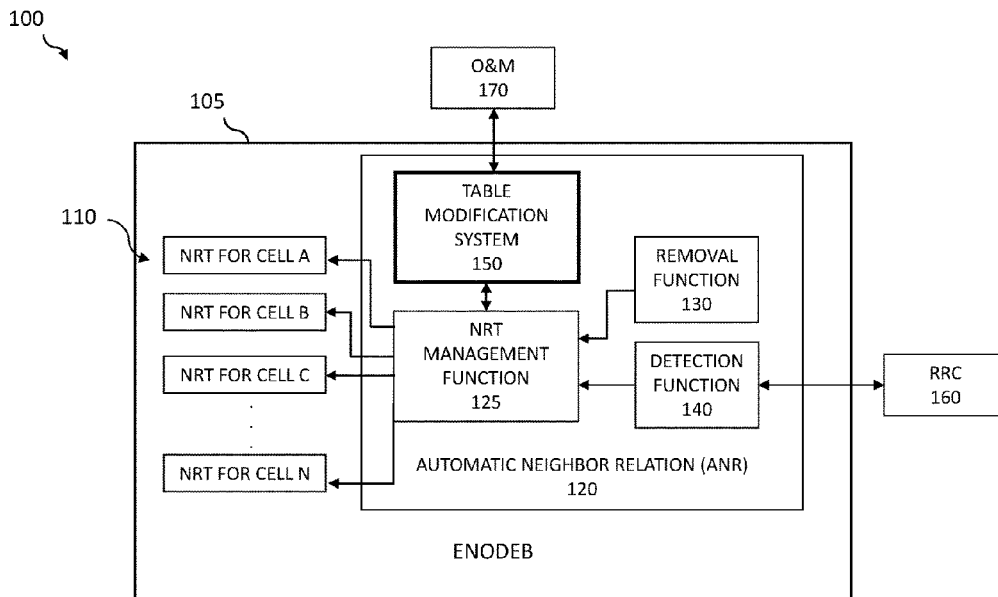 100
O&M
170
105
TABLE
MODIFICATION
SYSTEM
150
110
NRT FOR CELL A
REMOVAL
FUNCTION
130
NRT FOR CELL B
NRT
MANAGEMENT
FUNCTION
125
NRT FOR CELL C
DETECTION
FUNCTION
140
RRC
160
NRT FOR CELL N
AUTOMATIC NEIGHBOR RELATION (ANR)
120
ENODEB